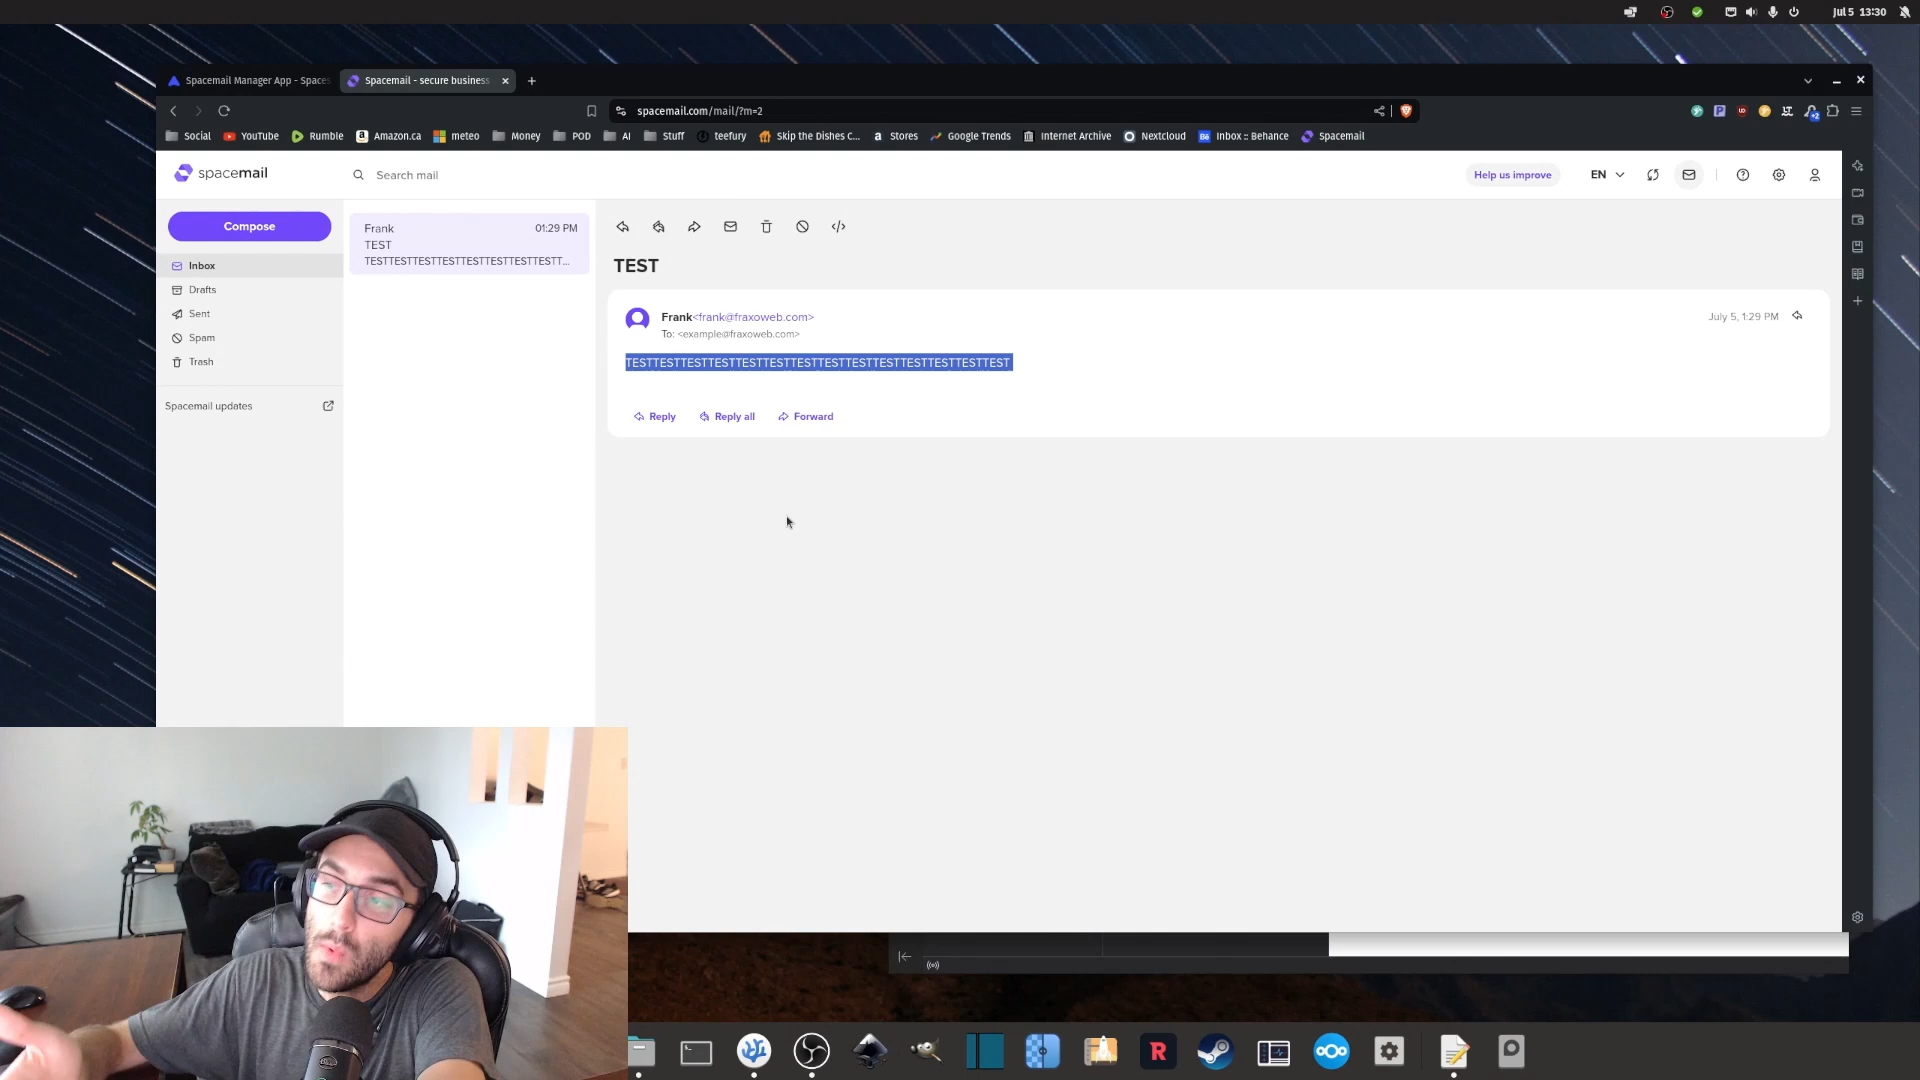 Jul 5 13:30
Spacemail Manager App - Spaces
Spacemail - secure business
spacemail.com/mail/?m=2
Social
YouTube
Rumble
Amazon.ca
meteo
Money
POD
AI
Stuff
teefury
Skip the Dishes C...
Stores
Google Trends
Internet Archive
Nextcloud
Inbox :: Behance
Spacemail
spacemail
Search mail
Help us improve
EN
Compose
Inbox
Drafts
Sent
Spam
Trash
Spacemail updates
Frank
01:29 PM
TEST
TESTTESTTESTTESTTESTTESTTESTTESTT...
TEST
Frank<frank@fraxoweb.com>
July 5, 1:29 PM
To: <example@fraxoweb.com>
TESTTESTTESTTESTTESTTESTTESTTESTTESTTESTTESTTESTTESTTEST
Reply
Reply all
Forward